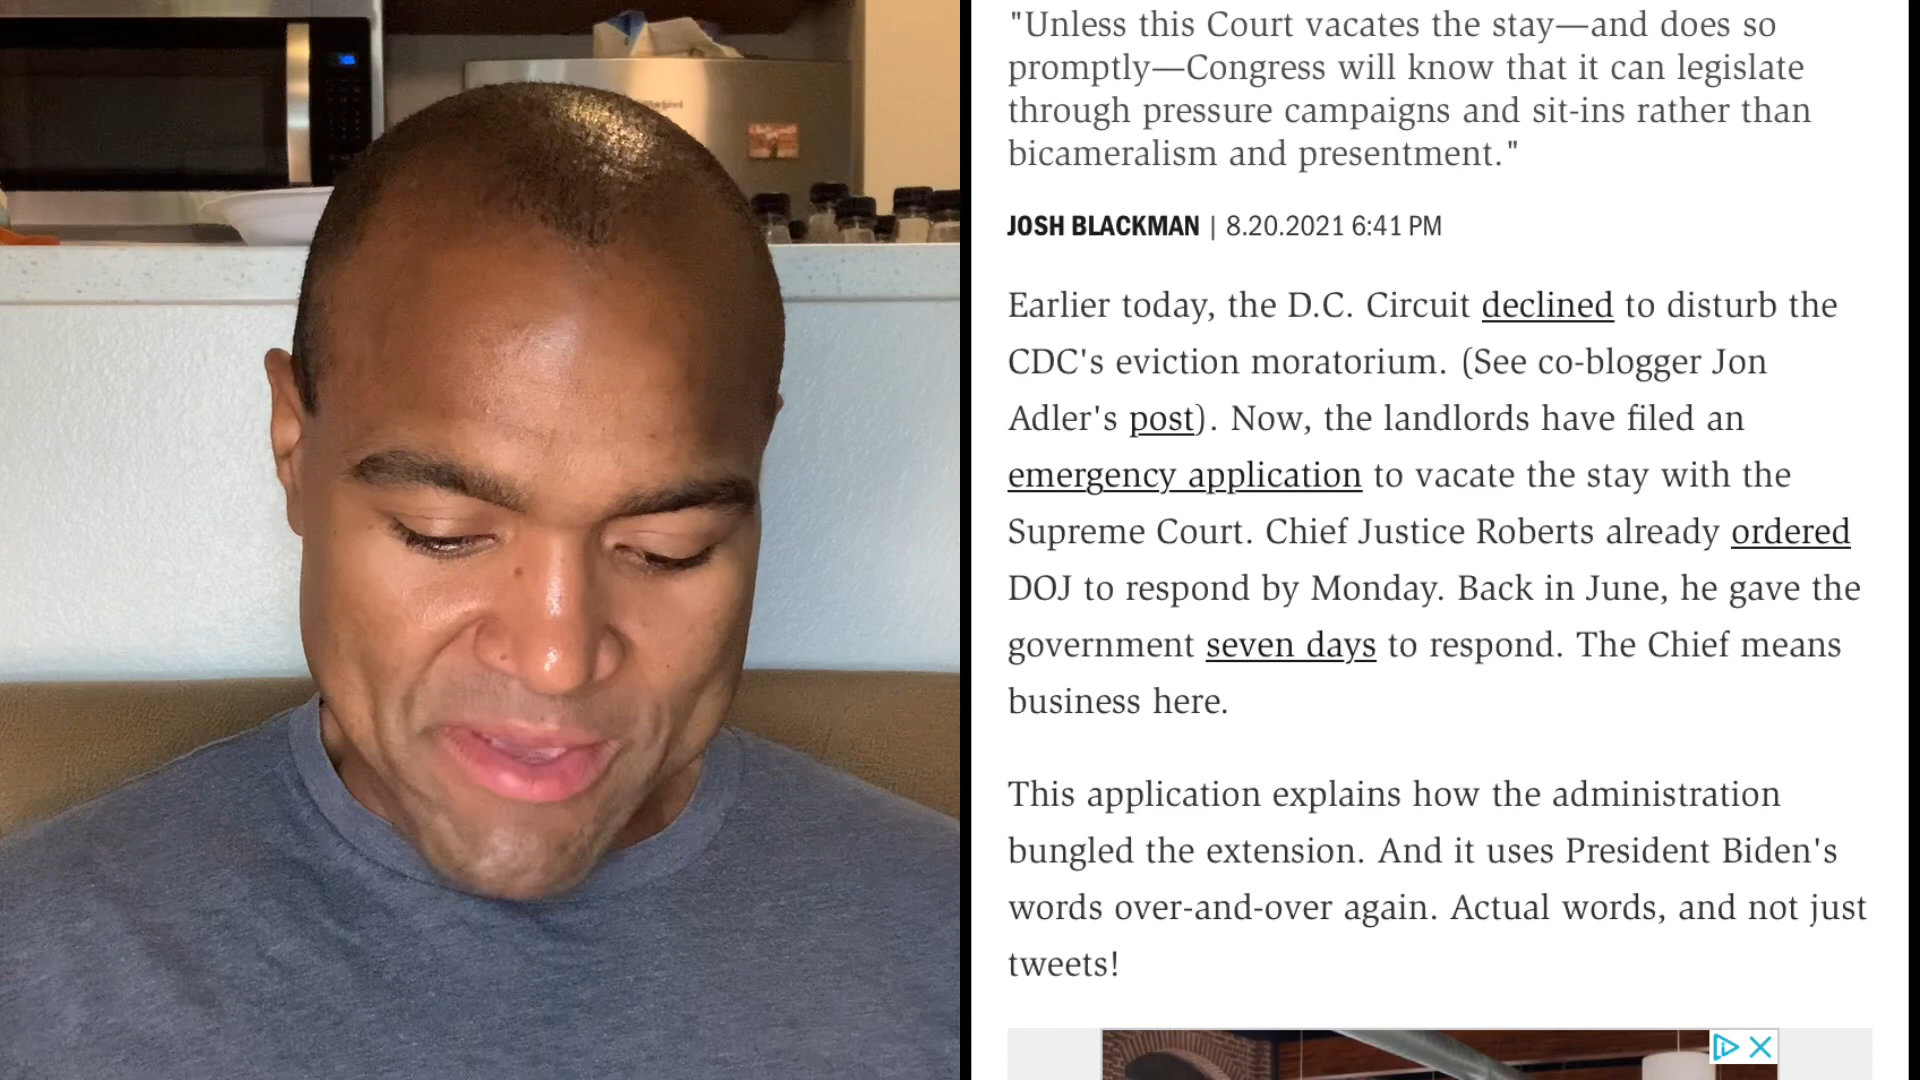 "Unless this Court vacates the stay—and does so
promptly—Congress will know that it can legislate
through pressure campaigns and sit-ins rather than
bicameralism and presentment."
JOSH BLACKMAN | 8.20.2021 6:41 PM
Earlier today, the D.C. Circuit declined to disturb the
CDC's eviction moratorium. (See co-blogger Jon
Adler's post). Now, the landlords have filed an
emergency application to vacate the stay with the
Supreme Court. Chief Justice Roberts already ordered
DOJ to respond by Monday. Back in June, he gave the
government seven days to respond. The Chief means
business here.
This application explains how the administration
bungled the extension. And it uses President Biden's
words over-and-over again. Actual words, and not just
tweets!